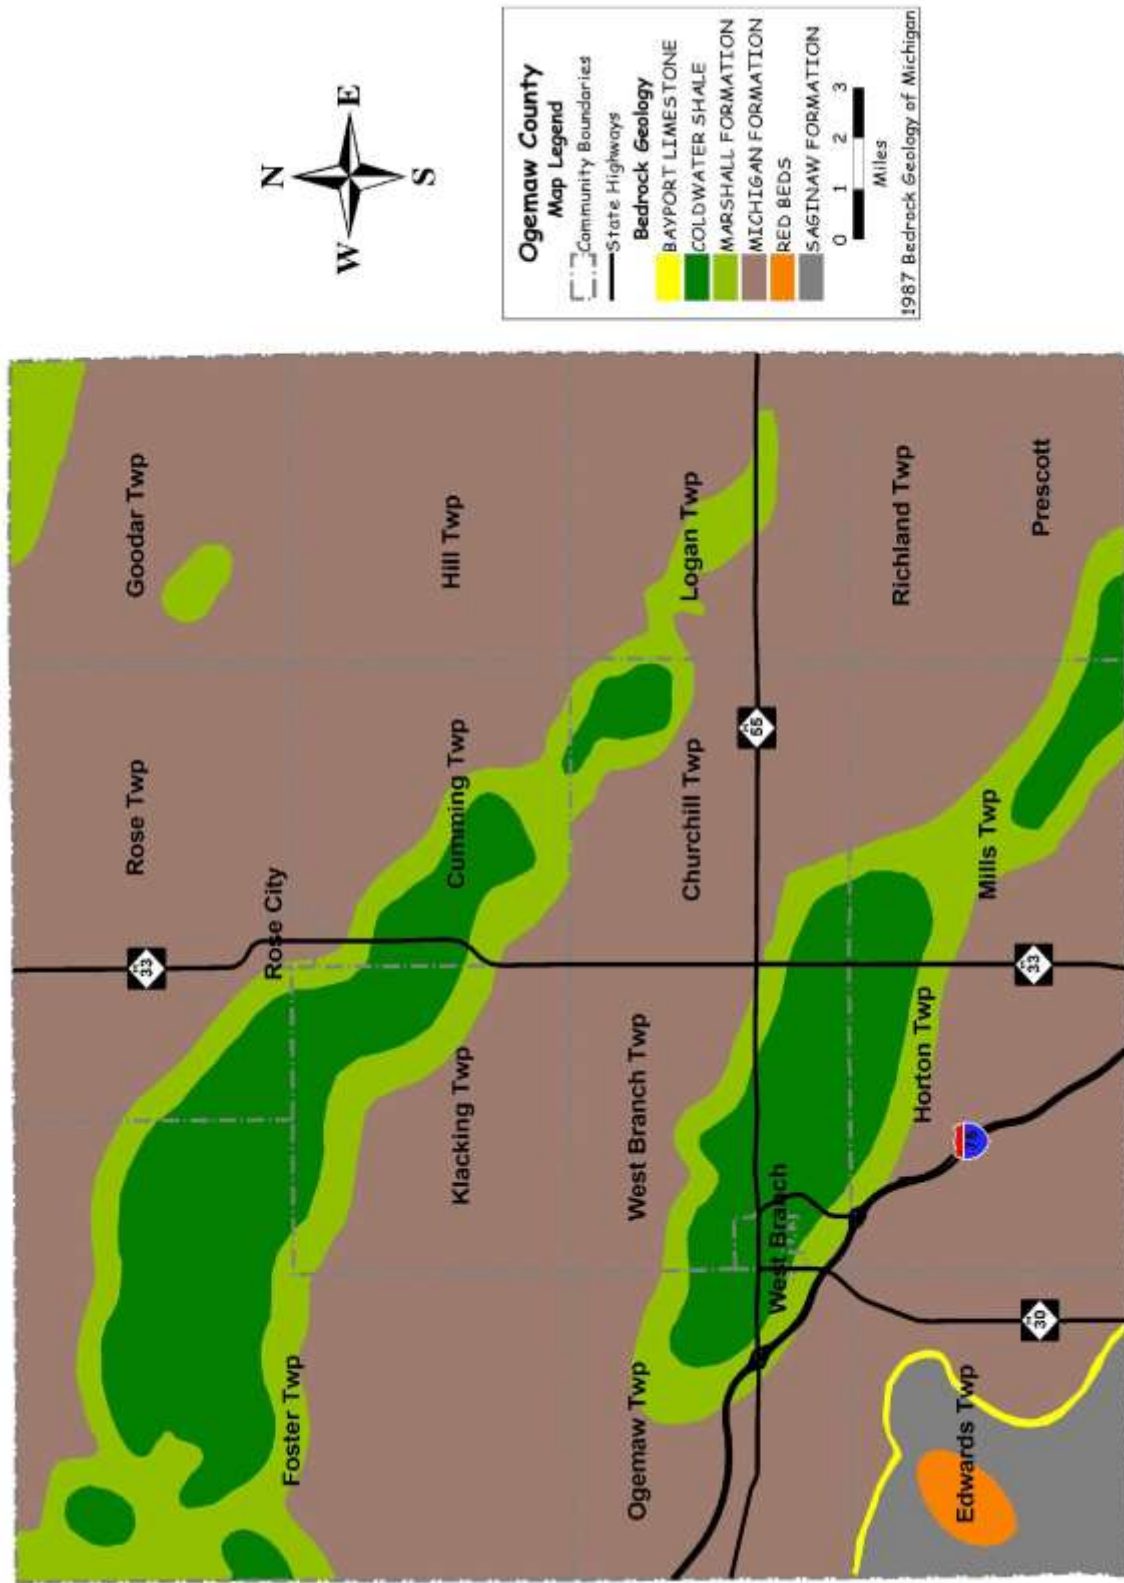 Goodar Twp
Rose Twp
M
33
Rose City
Foster Twp
Klacking Twp
Cumming Twp
Hill Twp
Ogemaw Twp
West Branch Twp
Churchill Twp
Logan Twp
M
55
West Branch
Horton Twp
Richland Twp
Edwards Twp
75
Mills Twp
M
30
M
33
Prescott
N
W
E
S
Ogemaw County
Map Legend
Community Boundaries
State Highways
Bedrock Geology
BAYPORT LIMESTONE
COLDWATER SHALE
MARSHALL FORMATION
MICHIGAN FORMATION
RED BEDS
SAGINAW FORMATION
0 1 2 3
Miles
1987 Bedrock Geology of Michigan